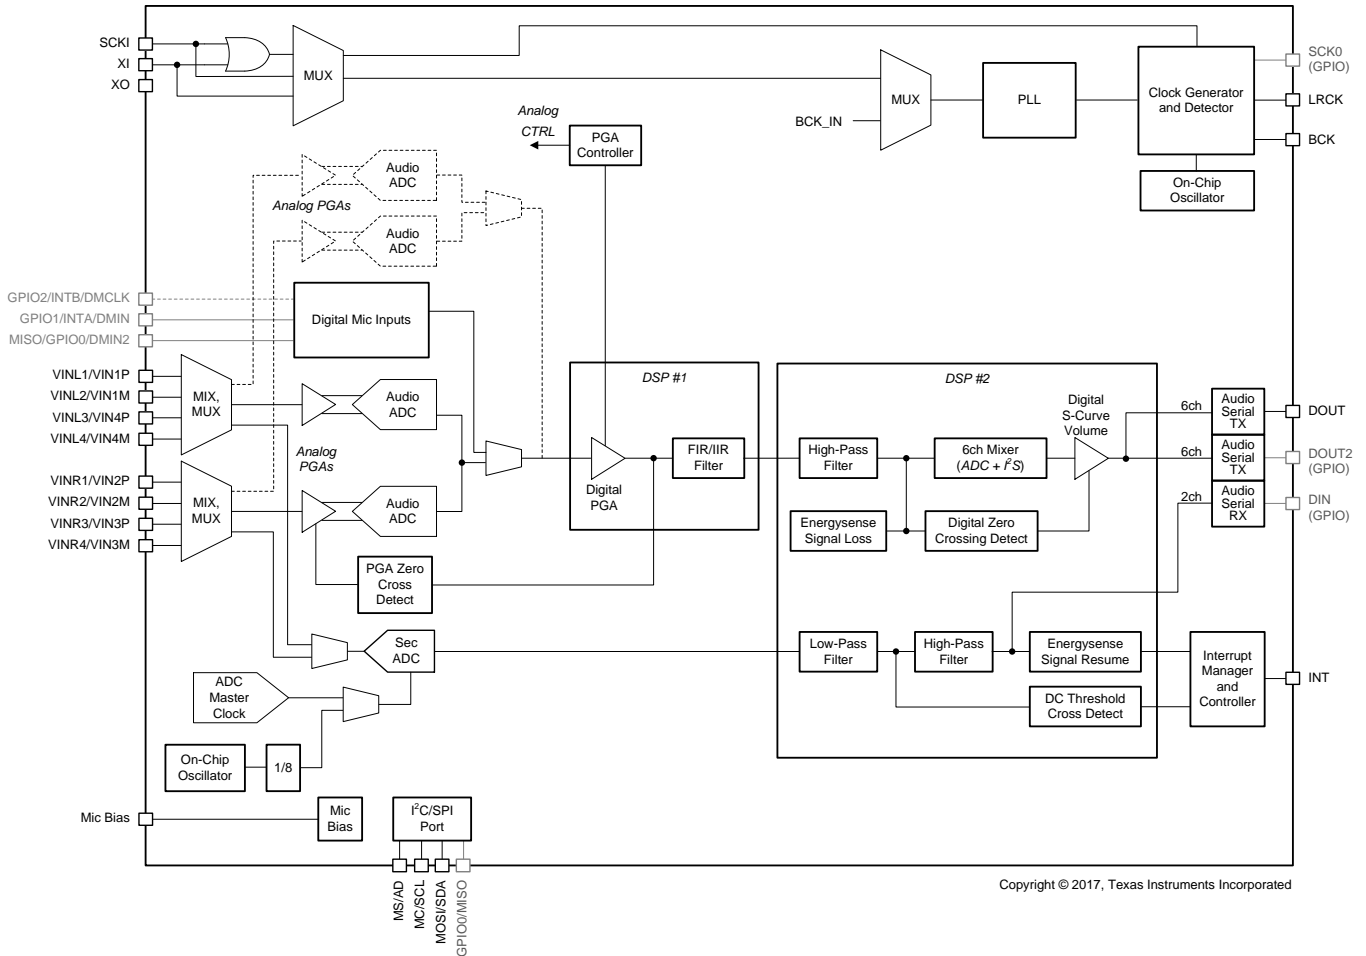 SCKI
XI
XO
MUX
BCK_IN
MUX
PLL
Clock Generator
and Detector
SCK0
(GPIO)
LRCK
BCK
On-Chip
Oscillator
Analog
CTRL
PGA
Controller
Audio
ADC
Analog PGAs
Audio
ADC
GPIO2/INTB/DMCLK
GPIO1/INTA/DMIN
MISO/GPIO0/DMIN2
Digital Mic Inputs
VINL1/VIN1P
VINL2/VIN1M
VINL3/VIN4P
VINL4/VIN4M
MIX,
MUX
Audio
ADC
Analog
PGAs
VINR1/VIN2P
VINR2/VIN2M
VINR3/VIN3P
VINR4/VIN3M
MIX,
MUX
Audio
ADC
PGA Zero
Cross
Detect
DSP #1
Digital
PGA
FIR/IIR
Filter
DSP #2
High-Pass
Filter
6ch Mixer
(ADC + I²S)
Digital
S-Curve
Volume
Energysense
Signal Loss
Digital Zero
Crossing Detect
6ch
Audio
Serial
TX
DOUT
6ch
Audio
Serial
TX
DOUT2
(GPIO)
2ch
Audio
Serial
RX
DIN
(GPIO)
Sec
ADC
Low-Pass
Filter
High-Pass
Filter
Energysense
Signal Resume
DC Threshold
Cross Detect
Interrupt
Manager
and
Controller
INT
ADC
Master
Clock
On-Chip
Oscillator
1/8
Mic Bias
Mic
Bias
I²C/SPI
Port
MS/AD
MC/SCL
MOSI/SDA
GPIO0/MISO
Copyright © 2017, Texas Instruments Incorporated